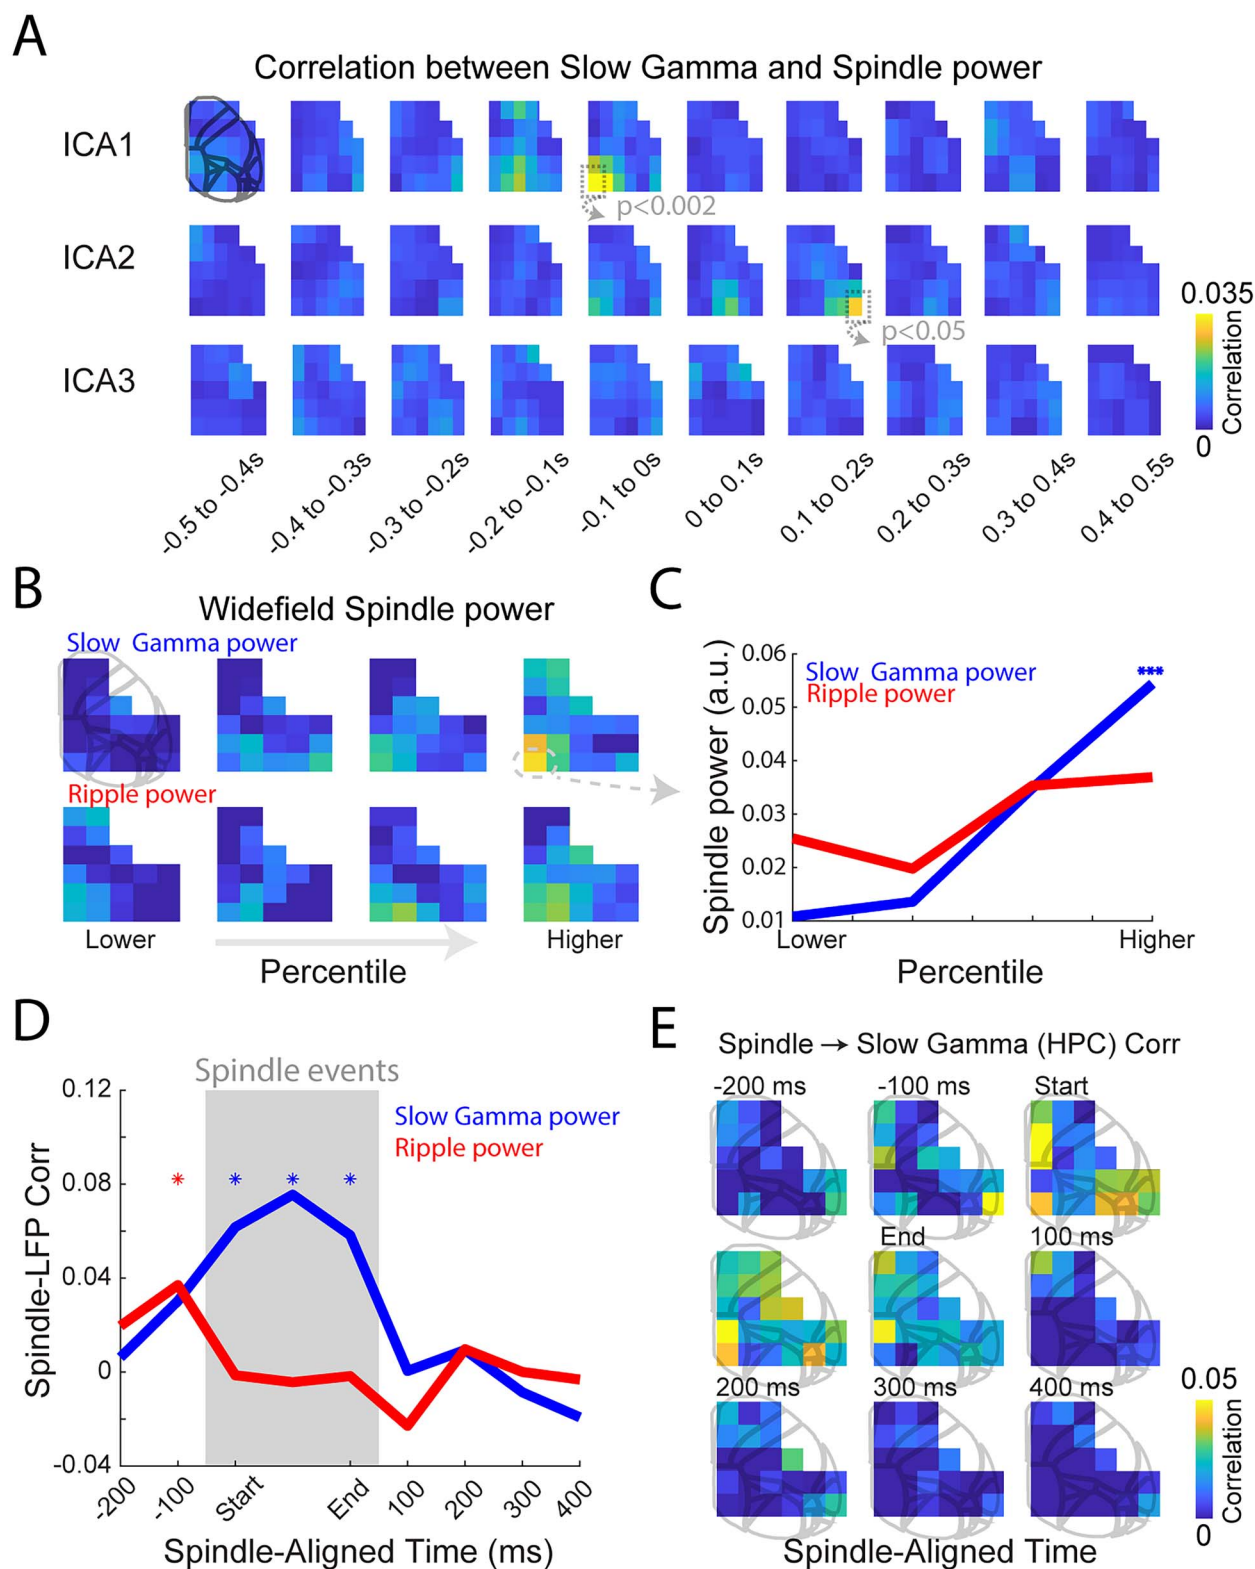 A
Correlation between Slow Gamma and Spindle power
ICA1
p<0.002
ICA2
p<0.05
ICA3
0.035
Correlation
0
-0.5 to -0.4s
-0.4 to -0.3s
-0.3 to -0.2s
-0.2 to -0.1s
-0.1 to 0s
0 to 0.1s
0.1 to 0.2s
0.2 to 0.3s
0.3 to 0.4s
0.4 to 0.5s
B
Widefield Spindle power
Slow Gamma power
Ripple power
Lower
Higher
Percentile
C
Spindle power (a.u.)
0.06
0.05
0.04
0.03
0.02
0.01
Slow Gamma power
Ripple power
***
Lower
Higher
Percentile
D
Spindle events
Slow Gamma power
Ripple power
Spindle-LFP Corr
0.12
0.08
0.04
0
-0.04
* * * *
-200
-100
Start
End
100
200
300
400
Spindle-Aligned Time (ms)
E
Spindle → Slow Gamma (HPC) Corr
-200 ms
-100 ms
Start
End
100 ms
200 ms
300 ms
400 ms
0.05
Correlation
0
Spindle-Aligned Time